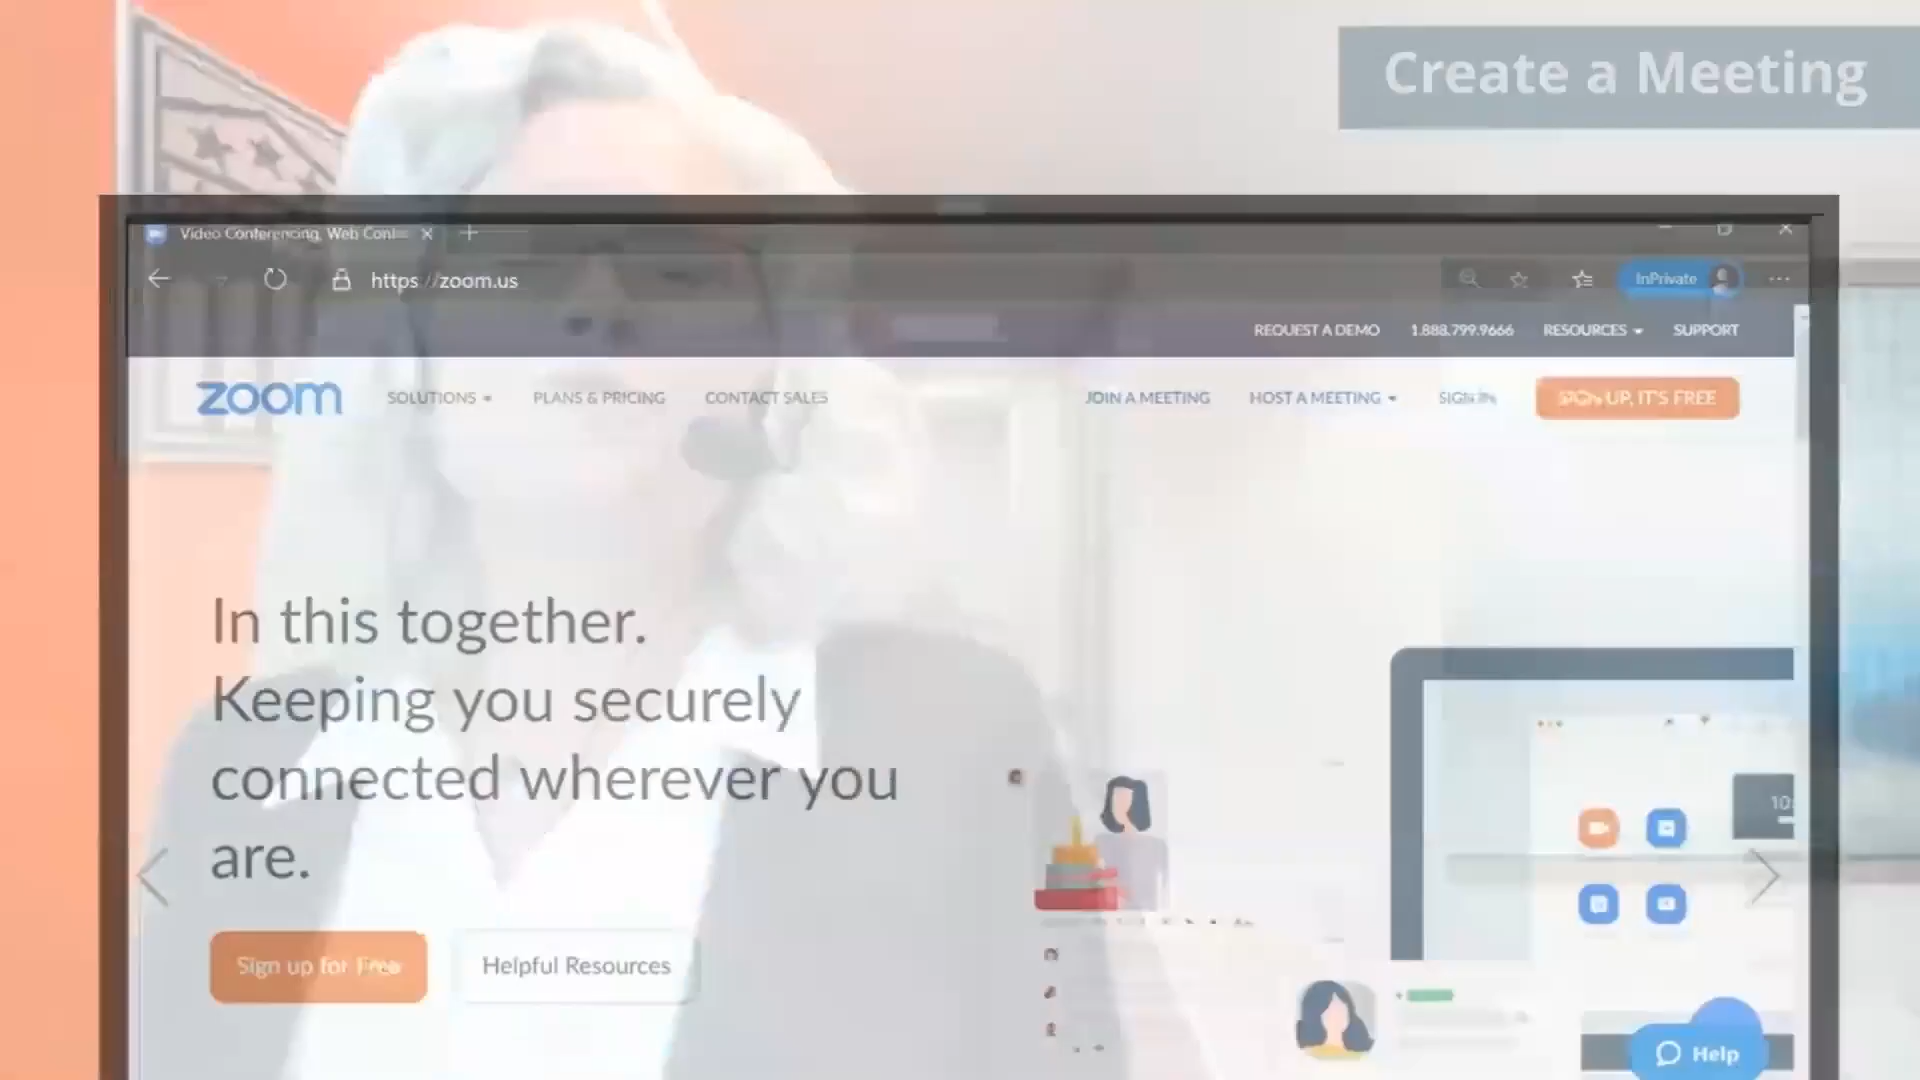 Create a Meeting
Video Conferencing, Web Conf
https://zoom.us
InPrivate
REQUEST A DEMO 1.888.799.9666 RESOURCES SUPPORT
zoom SOLUTIONS PLANS & PRICING CONTACT SALES JOIN A MEETING HOST A MEETING SIGN IN SIGN UP, IT'S FREE
In this together.
Keeping you securely
connected wherever you
are.
10:
Sign up for Free Helpful Resources
Help